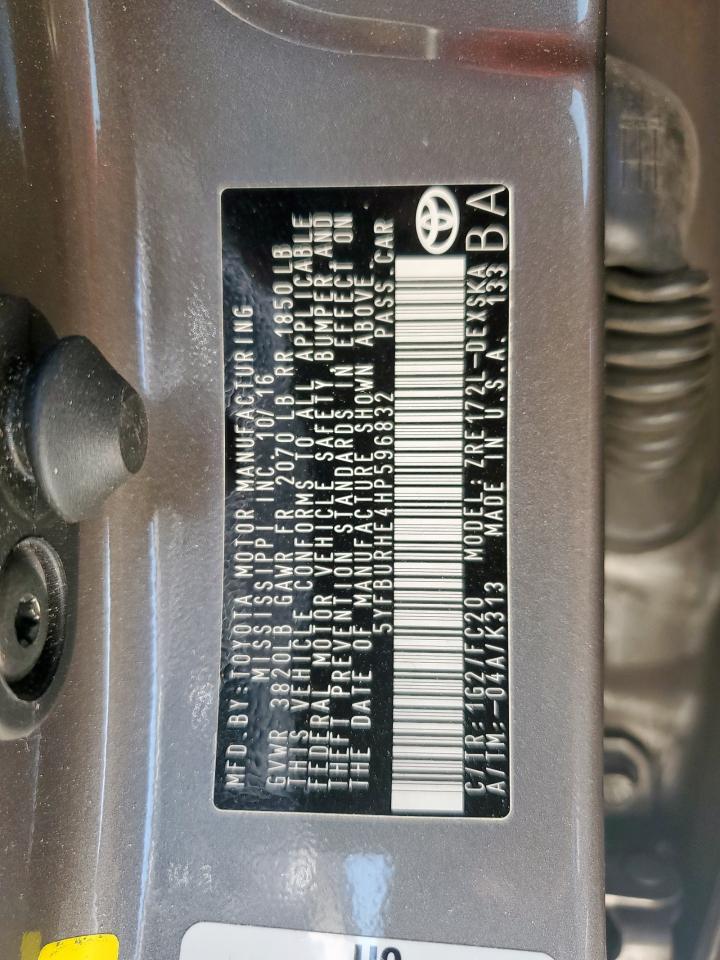 MFD.BY:TOYOTA MOTOR MANUFACTURING
MISSISSIPPI INC. 10/16
GVWR 3820LB GAWR FR 2070 LB RR 1850 LB
THIS VEHICLE CONFORMS TO ALL APPLICABLE
FEDERAL MOTOR VEHICLE SAFETY, BUMPER AND
THEFT PREVENTION STANDARDS IN EFFECT ON
THE DATE OF MANUFACTURE SHOWN ABOVE.
5YFBURHE4HP596832 PASS.CAR
C/TR:1G2/FC20 MODEL:ZRE172L-DEXSKA
A/TM:-04A/K313 MADE IN U.S.A. 133 BA